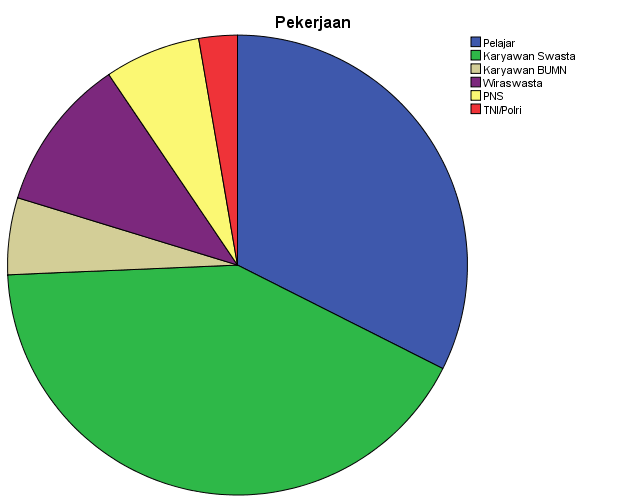 Pekerjaan
Pelajar
Karyawan Swasta
Karyawan BUMN
Wiraswasta
PNS
TNI/Polri